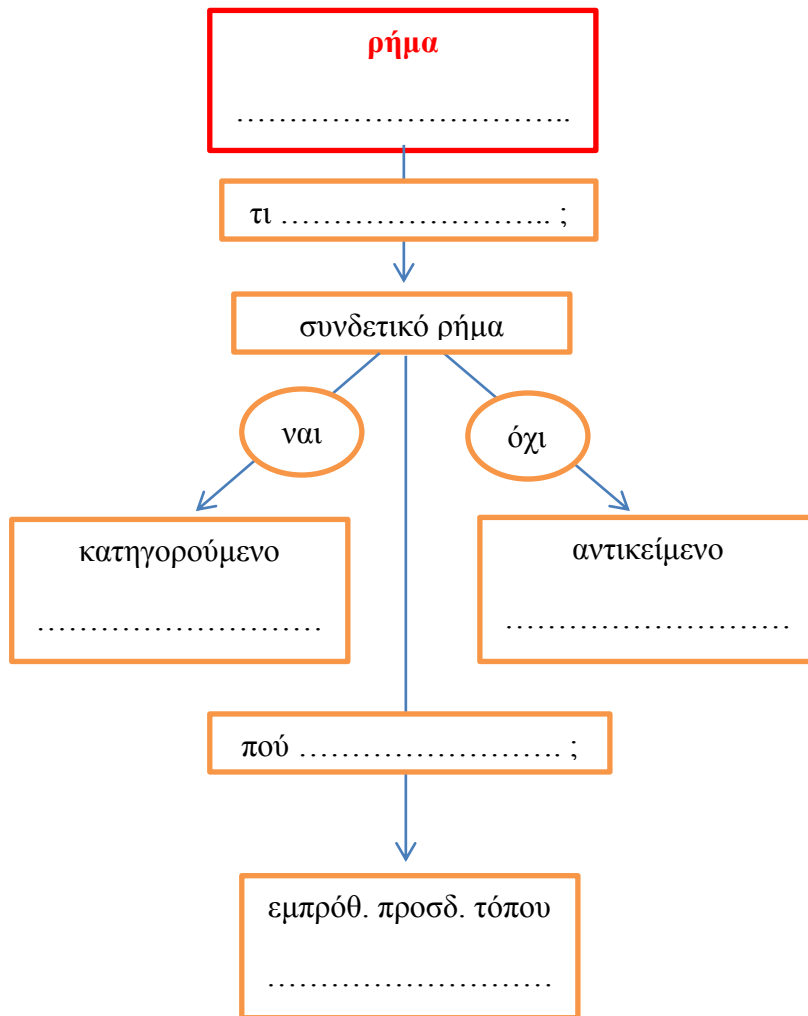 ρήμα
…………………………..
τι …………………….. ;
συνδετικό ρήμα
ναι
όχι
κατηγορούμενο
………………………
αντικείμενο
………………………
πού ……………………. ;
εμπρόθ. προσδ. τόπου
………………………